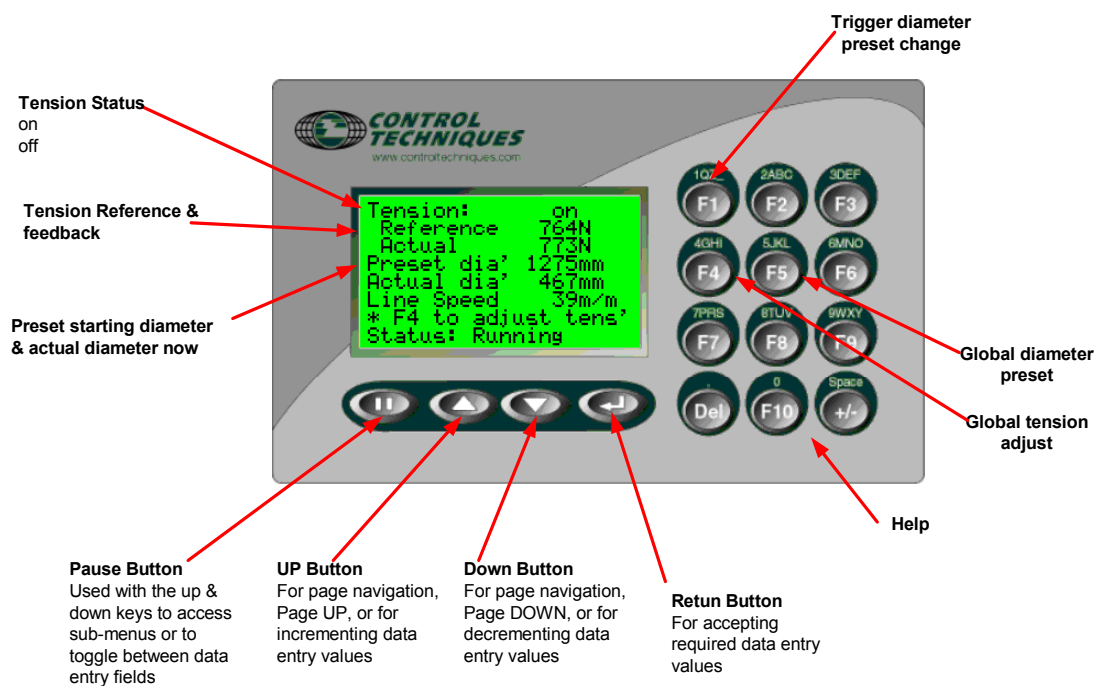 Trigger diameter
preset change
Tension Status
on
off
Tension Reference &
feedback
Preset starting diameter
& actual diameter now
CONTROL
TECHNIQUES
www.controltechniques.com
Tension: on
Reference 764N
Actual 773N
Preset dia' 1275mm
Actual dia' 467mm
Line Speed 39m/m
* F4 to adjust tens'
Status: Running
1QZ_ 2ABC 3DEF
F1 F2 F3
4GHI 5JKL 6MNO
F4 F5 F6
7PRS 8TUV 9WXY
F7 F8 F9
. 0 Space
Del F10 +/-
Global diameter
preset
Global tension
adjust
Help
Pause Button
Used with the up &
down keys to access
sub-menus or to
toggle between data
entry fields
UP Button
For page navigation,
Page UP, or for
incrementing data
entry values
Down Button
For page navigation,
Page DOWN, or for
decrementing data
entry values
Retun Button
For accepting
required data entry
values